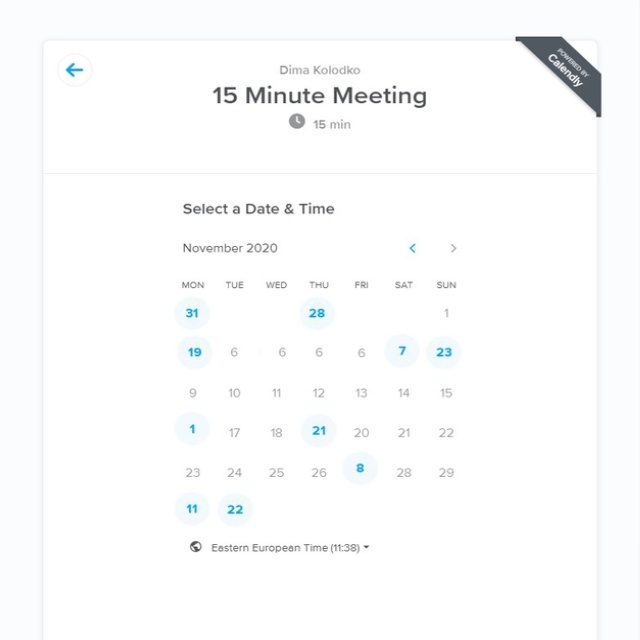 POWERED BY
Calendly
Dima Kolodko
15 Minute Meeting
15 min
Select a Date & Time
November 2020
MON TUE WED THU FRI SAT SUN
31 28 1
19 6 6 6 6 7 23
9 10 11 12 13 14 15
1 17 18 21 20 21 22
23 24 25 26 8 28 29
11 22
Eastern European Time (11:38)